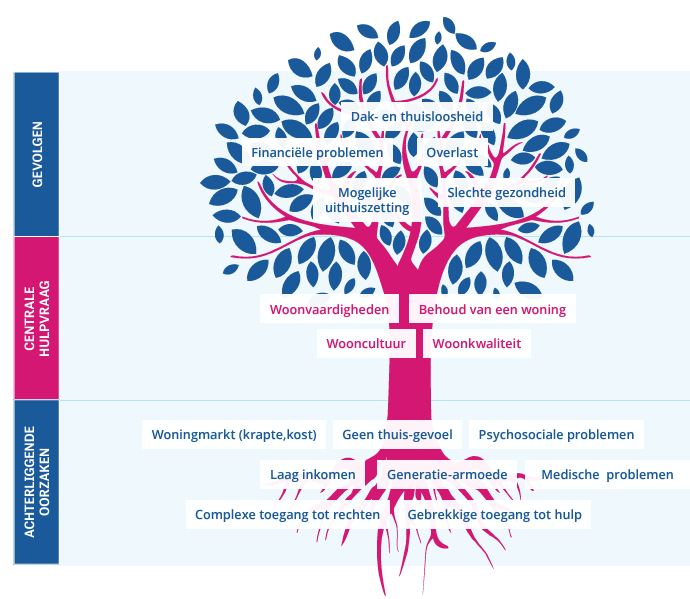 GEVOLGEN
Dak- en thuisloosheid
Financiële problemen
Overlast
Mogelijke
uithuiszetting
Slechte gezondheid
CENTRALE
HULPVRAAG
Woonvaardigheden
Behoud van een woning
Wooncultuur
Woonkwaliteit
ACHTERLIGGENDE
OORZAKEN
Woningmarkt (krapte,kost)
Geen thuis-gevoel
Psychosociale problemen
Laag inkomen
Generatie-armoede
Medische problemen
Complexe toegang tot rechten
Gebrekkige toegang tot hulp